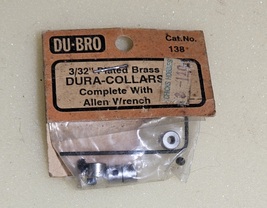 DU-BRO
Cat. No.
138
3/32" Plated Brass
DURA-COLLARS
Complete With
Allen Wrench